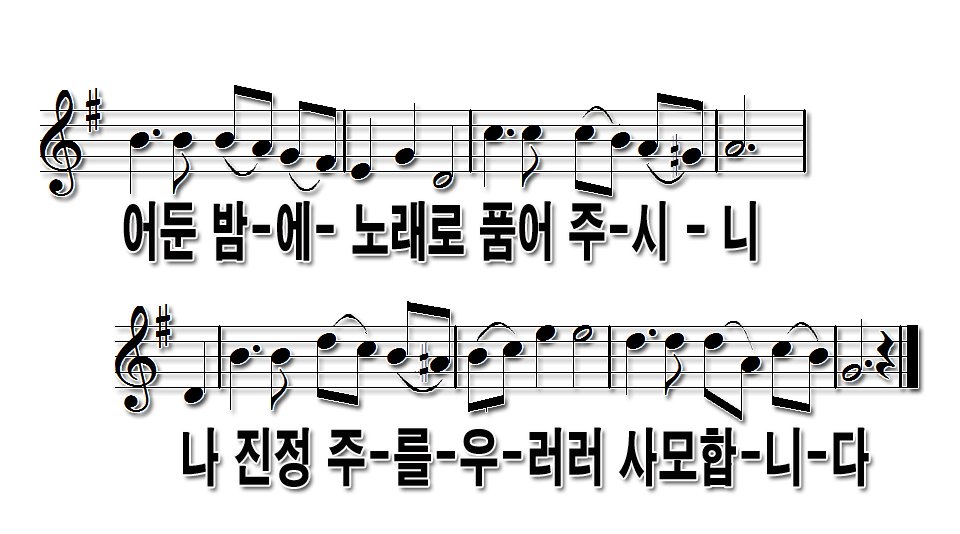 어둔 밤-에- 노래로 품어 주-시 - 니
나 진정 주-를-우-러러 사모합-니-다